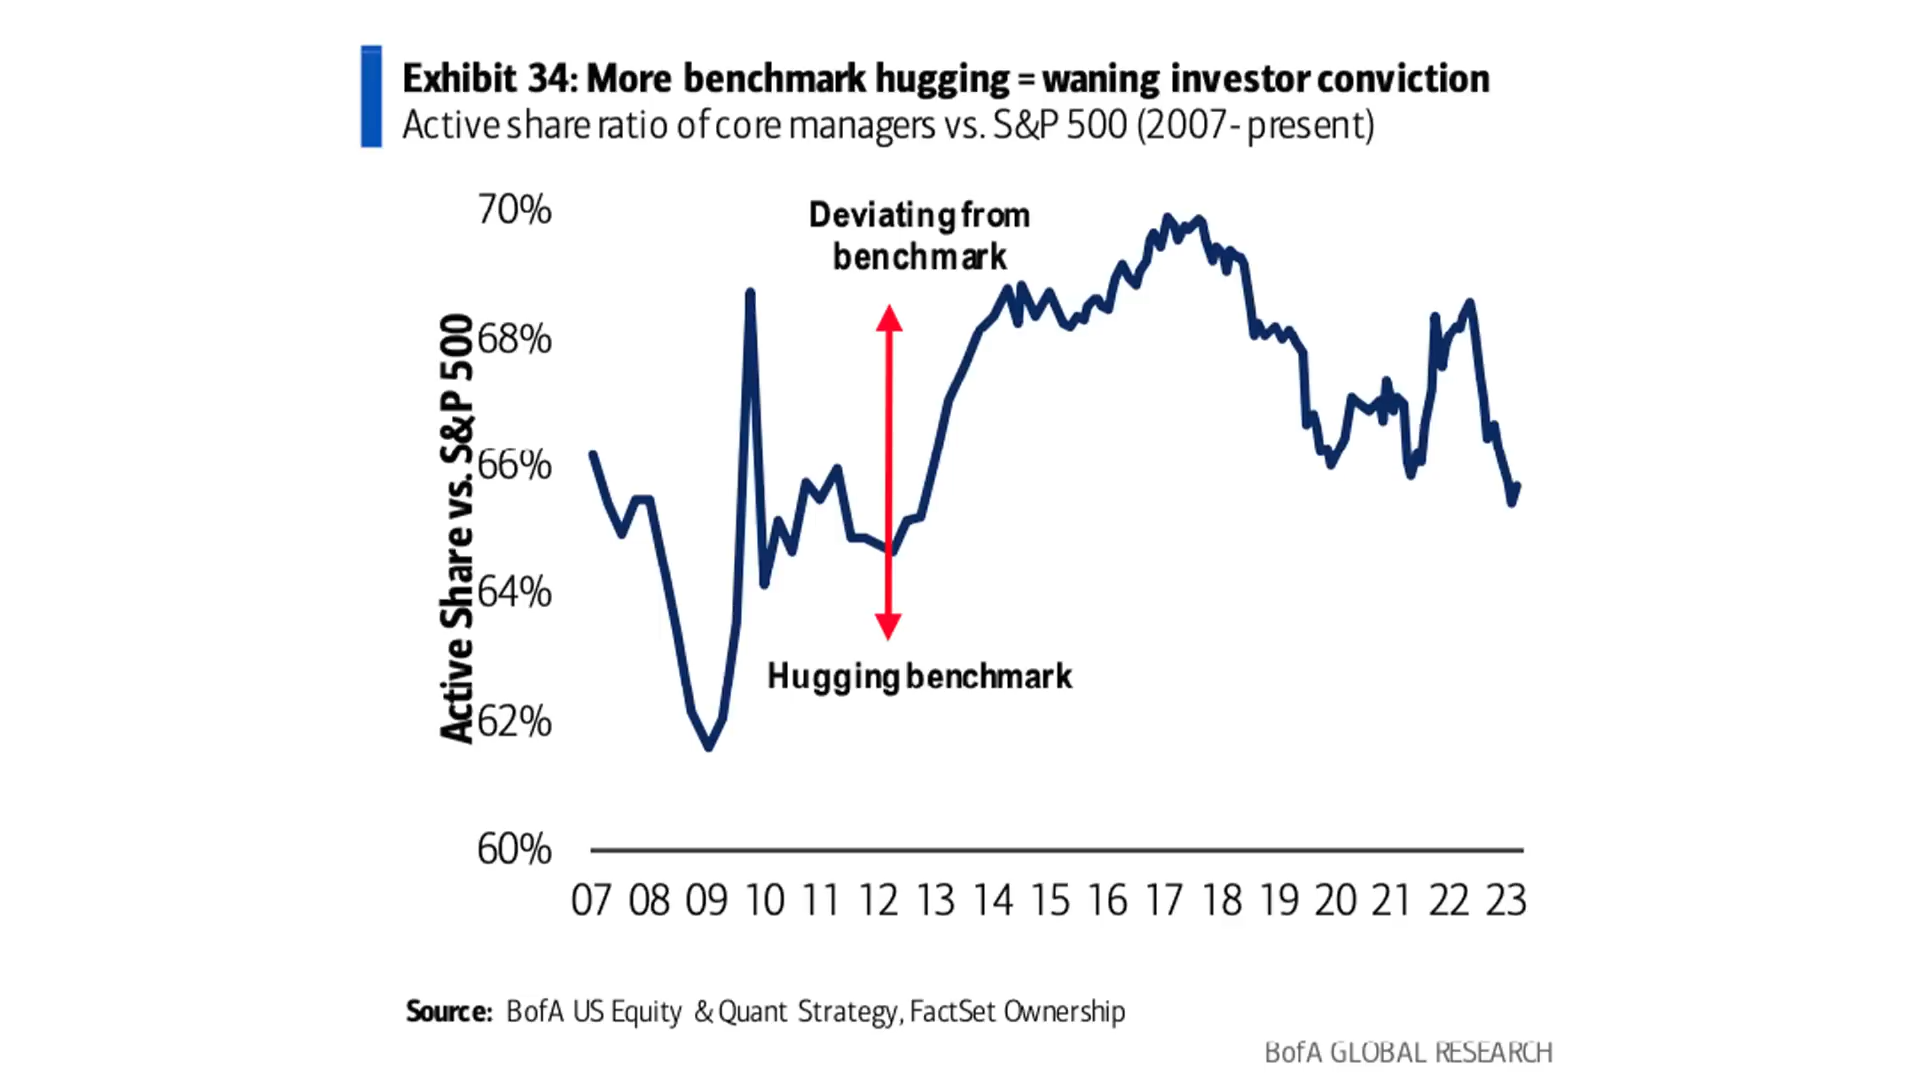 Exhibit 34: More benchmark hugging = waning investor conviction
Active share ratio of core managers vs. S&P 500 (2007- present)
Active Share vs. S&P 500
70%
68%
66%
64%
62%
60%
Deviating from
benchmark
Hugging benchmark
07 08 09 10 11 12 13 14 15 16 17 18 19 20 21 22 23
Source: BofA US Equity & Quant Strategy, FactSet Ownership
BofA GLOBAL RESEARCH